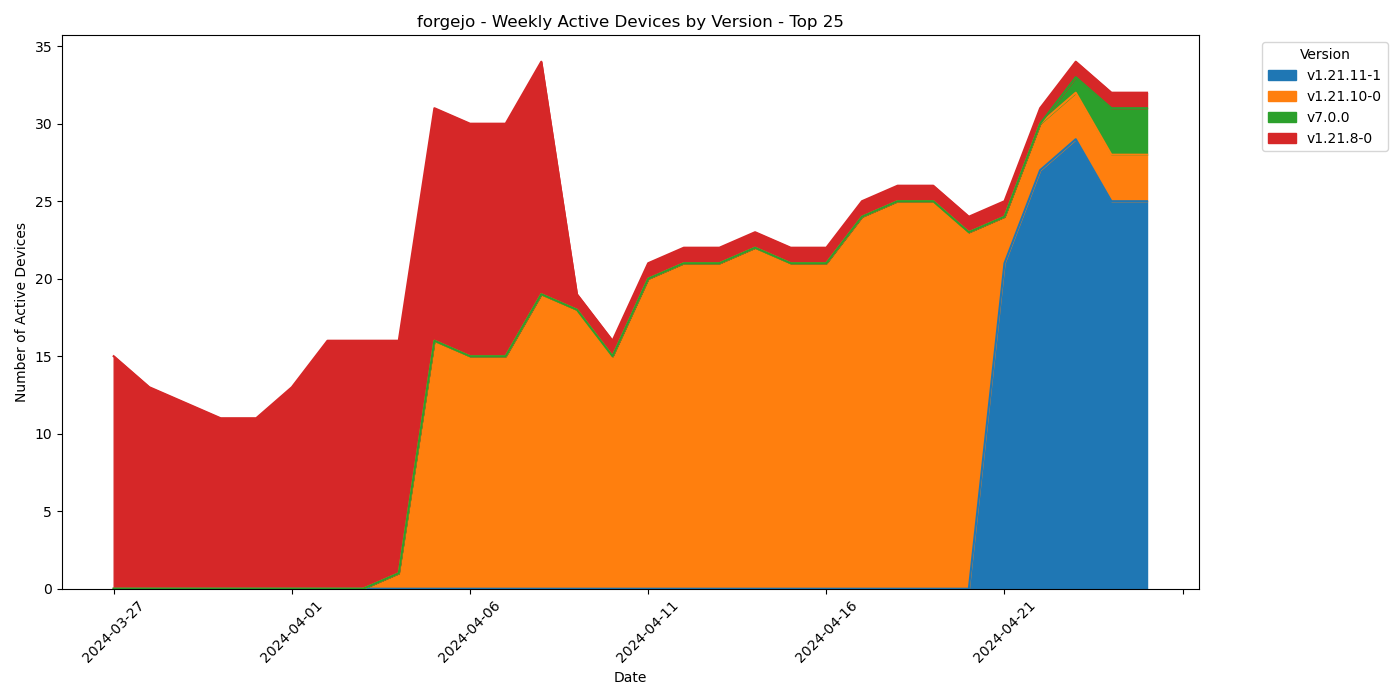 forgejo - Weekly Active Devices by Version - Top 25
Number of Active Devices
35
30
25
20
15
10
5
0
2024-03-27
2024-04-01
2024-04-06
2024-04-11
2024-04-16
2024-04-21
Date
Version
v1.21.11-1
v1.21.10-0
v7.0.0
v1.21.8-0